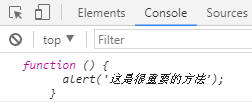 Elements Console Sources
top Filter
function () {
alert('这是很重要的方法');
}